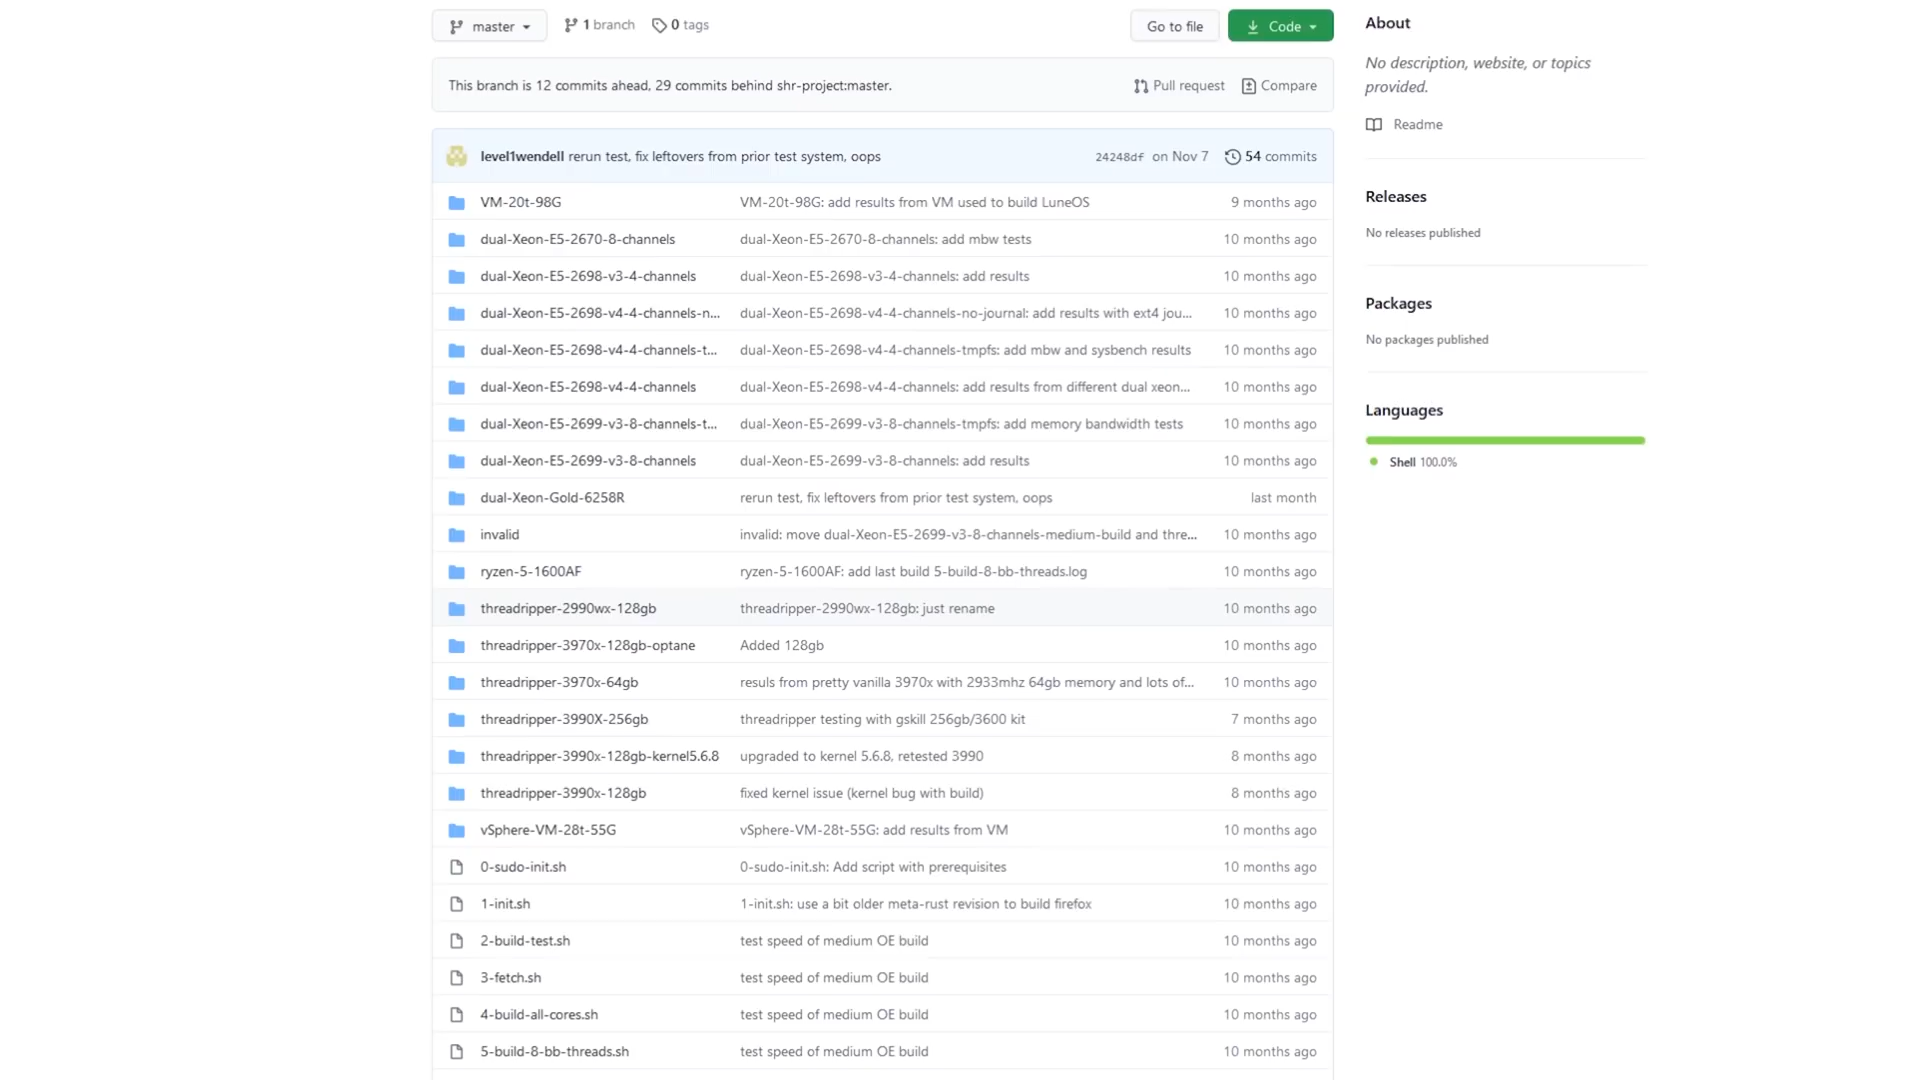 master
1 branch
0 tags
Go to file
Code
This branch is 12 commits ahead, 29 commits behind shr-project:master.
Pull request
Compare
level1wendell rerun test, fix leftovers from prior test system, oops
24248df on Nov 7
54 commits
VM-20t-98G VM-20t-98G: add results from VM used to build LuneOS 9 months ago
dual-Xeon-E5-2670-8-channels dual-Xeon-E5-2670-8-channels: add mbw tests 10 months ago
dual-Xeon-E5-2698-v3-4-channels dual-Xeon-E5-2698-v3-4-channels: add results 10 months ago
dual-Xeon-E5-2698-v4-4-channels-n... dual-Xeon-E5-2698-v4-4-channels-no-journal: add results with ext4 jou... 10 months ago
dual-Xeon-E5-2698-v4-4-channels-t... dual-Xeon-E5-2698-v4-4-channels-tmpfs: add mbw and sysbench results 10 months ago
dual-Xeon-E5-2698-v4-4-channels dual-Xeon-E5-2698-v4-4-channels: add results from different dual xeon... 10 months ago
dual-Xeon-E5-2699-v3-8-channels-t... dual-Xeon-E5-2699-v3-8-channels-tmpfs: add memory bandwidth tests 10 months ago
dual-Xeon-E5-2699-v3-8-channels dual-Xeon-E5-2699-v3-8-channels: add results 10 months ago
dual-Xeon-Gold-6258R rerun test, fix leftovers from prior test system, oops last month
invalid invalid: move dual-Xeon-E5-2699-v3-8-channels-medium-build and thre... 10 months ago
ryzen-5-1600AF ryzen-5-1600AF: add last build 5-build-8-bb-threads.log 10 months ago
threadripper-2990wx-128gb threadripper-2990wx-128gb: just rename 10 months ago
threadripper-3970x-128gb-optane Added 128gb 10 months ago
threadripper-3970x-64gb resuls from pretty vanilla 3970x with 2933mhz 64gb memory and lots of... 10 months ago
threadripper-3990X-256gb threadripper testing with gskill 256gb/3600 kit 7 months ago
threadripper-3990x-128gb-kernel5.6.8 upgraded to kernel 5.6.8, retested 3990 8 months ago
threadripper-3990x-128gb fixed kernel issue (kernel bug with build) 8 months ago
vSphere-VM-28t-55G vSphere-VM-28t-55G: add results from VM 10 months ago
0-sudo-init.sh 0-sudo-init.sh: Add script with prerequisites 10 months ago
1-init.sh 1-init.sh: use a bit older meta-rust revision to build firefox 10 months ago
2-build-test.sh test speed of medium OE build 10 months ago
3-fetch.sh test speed of medium OE build 10 months ago
4-build-all-cores.sh test speed of medium OE build 10 months ago
5-build-8-bb-threads.sh test speed of medium OE build 10 months ago
About
No description, website, or topics
provided.
Readme
Releases
No releases published
Packages
No packages published
Languages
Shell 100.0%